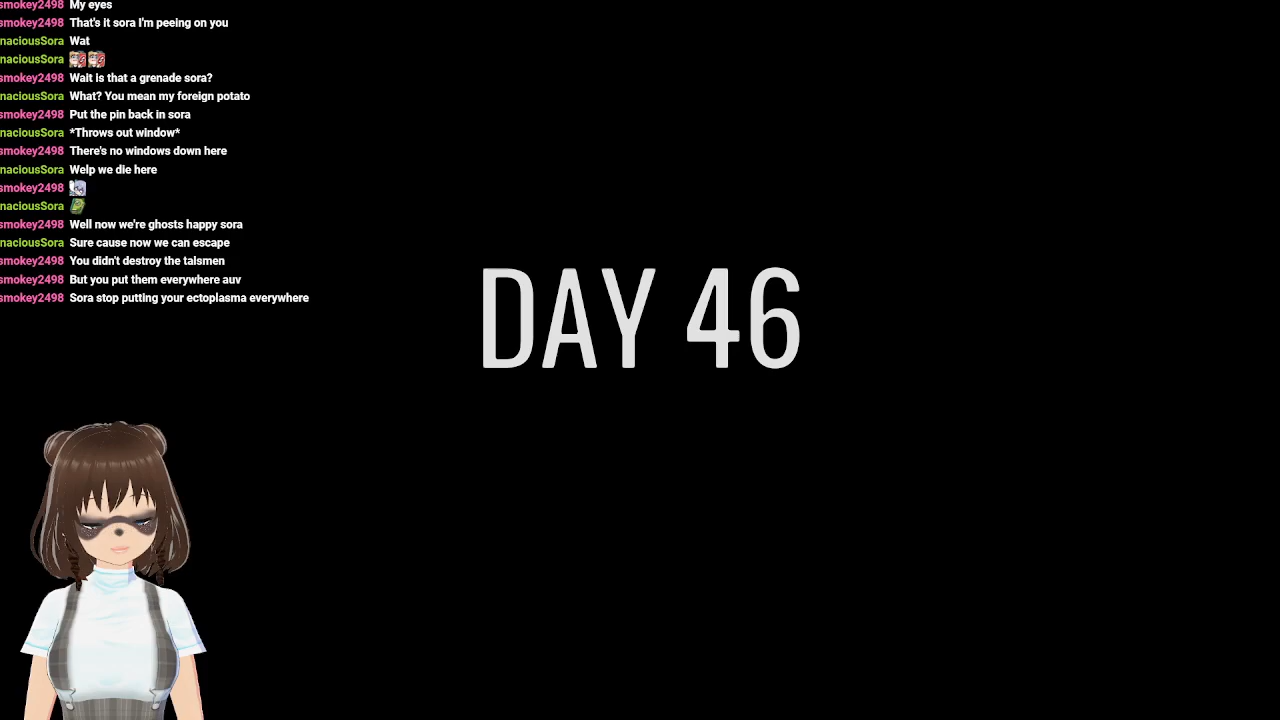 smokey2498 My eyes
smokey2498 That's it sora I'm peeing on you
naciousSora Wat
naciousSora
smokey2498 Wait is that a grenade sora?
naciousSora What? You mean my foreign potato
smokey2498 Put the pin back in sora
naciousSora *Throws out window*
smokey2498 There's no windows down here
naciousSora Welp we die here
smokey2498
naciousSora
smokey2498 Well now we're ghosts happy sora
naciousSora Sure cause now we can escape
smokey2498 You didn't destroy the talsmen
smokey2498 But you put them everywhere auv
smokey2498 Sora stop putting your ectoplasma everywhere
DAY 46